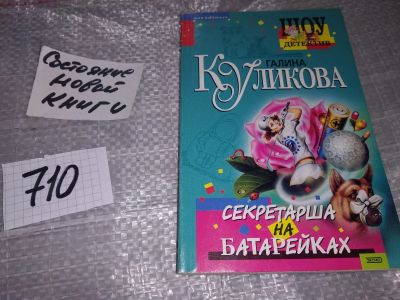 Состояние
новой
книги
710
ШОУ
ДЕТЕКТИВ
ГАЛИНА
КУЛИКОВА
СЕКРЕТАРША
НА
БАТАРЕЙКАХ
ЭКСМО